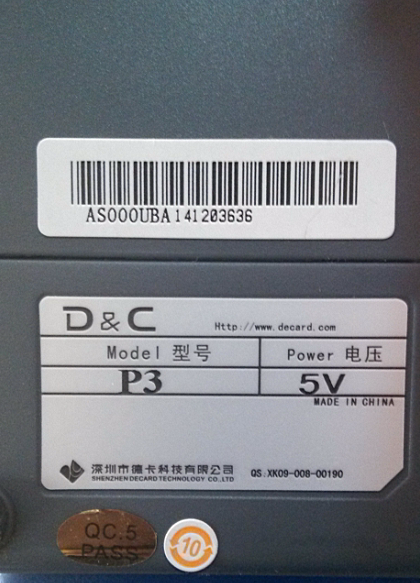 AS000UBA141203636
D&C Http://www.decard.com
Model 型号 Power 电压
P3 5V
MADE IN CHINA
深圳市德卡科技有限公司
SHENZHEN DECARD TECHNOLOGY CO.,LTD
QS.XK09-008-00190
QC.5
PASS
10